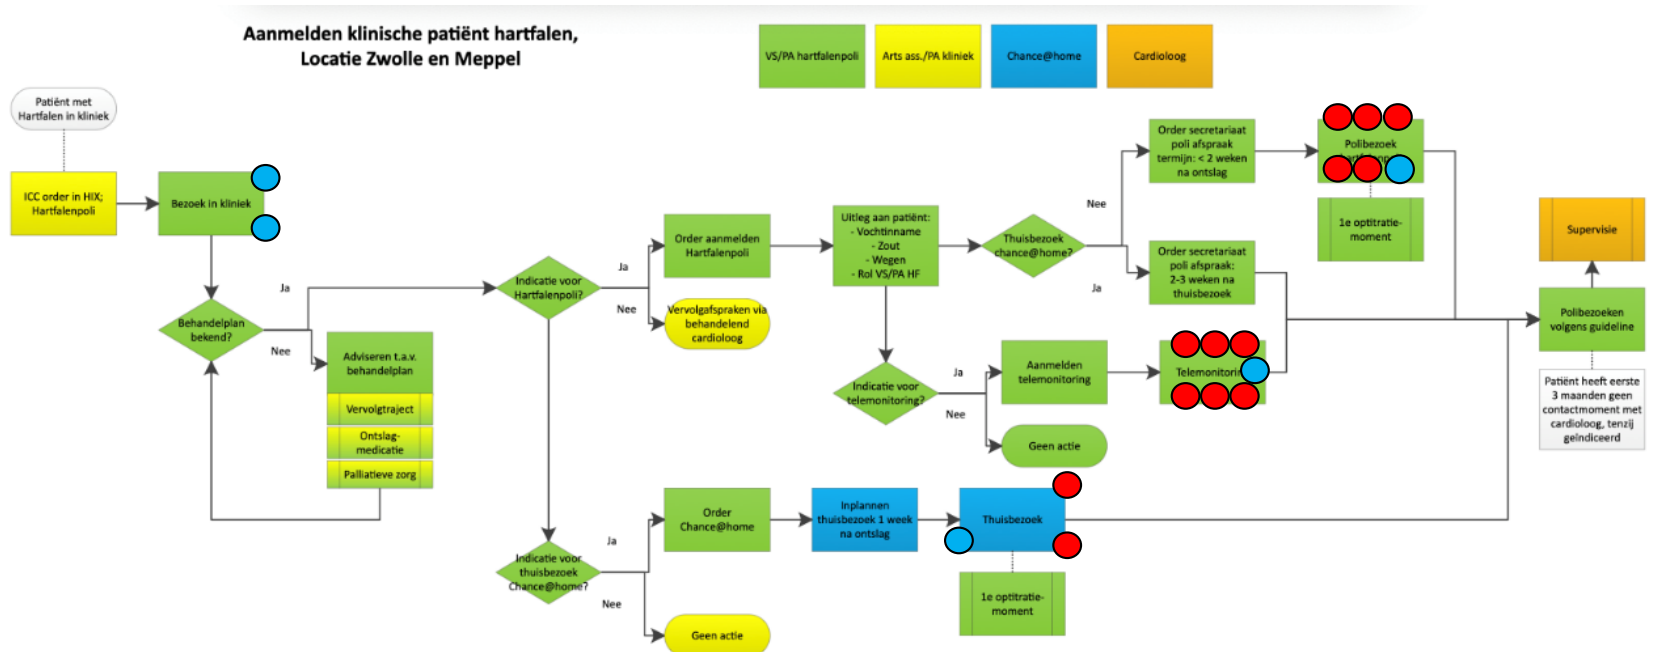 Aanmelden klinische patiënt hartfalen,
Locatie Zwolle en Meppel
VS/PA hartfalenpoli
Arts ass./PA kliniek
Chance@home
Cardioloog
Patiënt met
Hartfalen in kliniek
ICC order in HIX;
Hartfalenpoli
Bezoek in kliniek
Behandelplan
bekend?
Ja
Nee
Adviseren t.a.v.
behandelplan
Vervolgtraject
Ontslag-
medicatie
Palliatieve zorg
Indicatie voor
Hartfalenpoli?
Ja
Nee
Order aanmelden
Hartfalenpoli
Vervolgafspraken via
behandelend
cardioloog
Uitleg aan patiënt:
- Vochtinname
- Zout
- Wegen
- Rol VS/PA HF
Thuisbezoek
chance@home?
Nee
Ja
Order secretariaat
poli afspraak
termijn: < 2 weken
na ontslag
Polibezoek
1e optitratie-
moment
Order secretariaat
poli afspraak:
2-3 weken na
thuisbezoek
Indicatie voor
telemonitoring?
Ja
Nee
Aanmelden
telemonitoring
Geen actie
Supervisie
Polibezoeken
volgens guideline
Patiënt heeft eerste
3 maanden geen
contactmoment met
cardioloog, tenzij
geïndiceerd
Indicatie voor
thuisbezoek
Chance@home?
Ja
Nee
Order
Chance@home
Inplannen
thuisbezoek 1 week
na ontslag
Thuisbezoek
1e optitratie-
moment
Geen actie